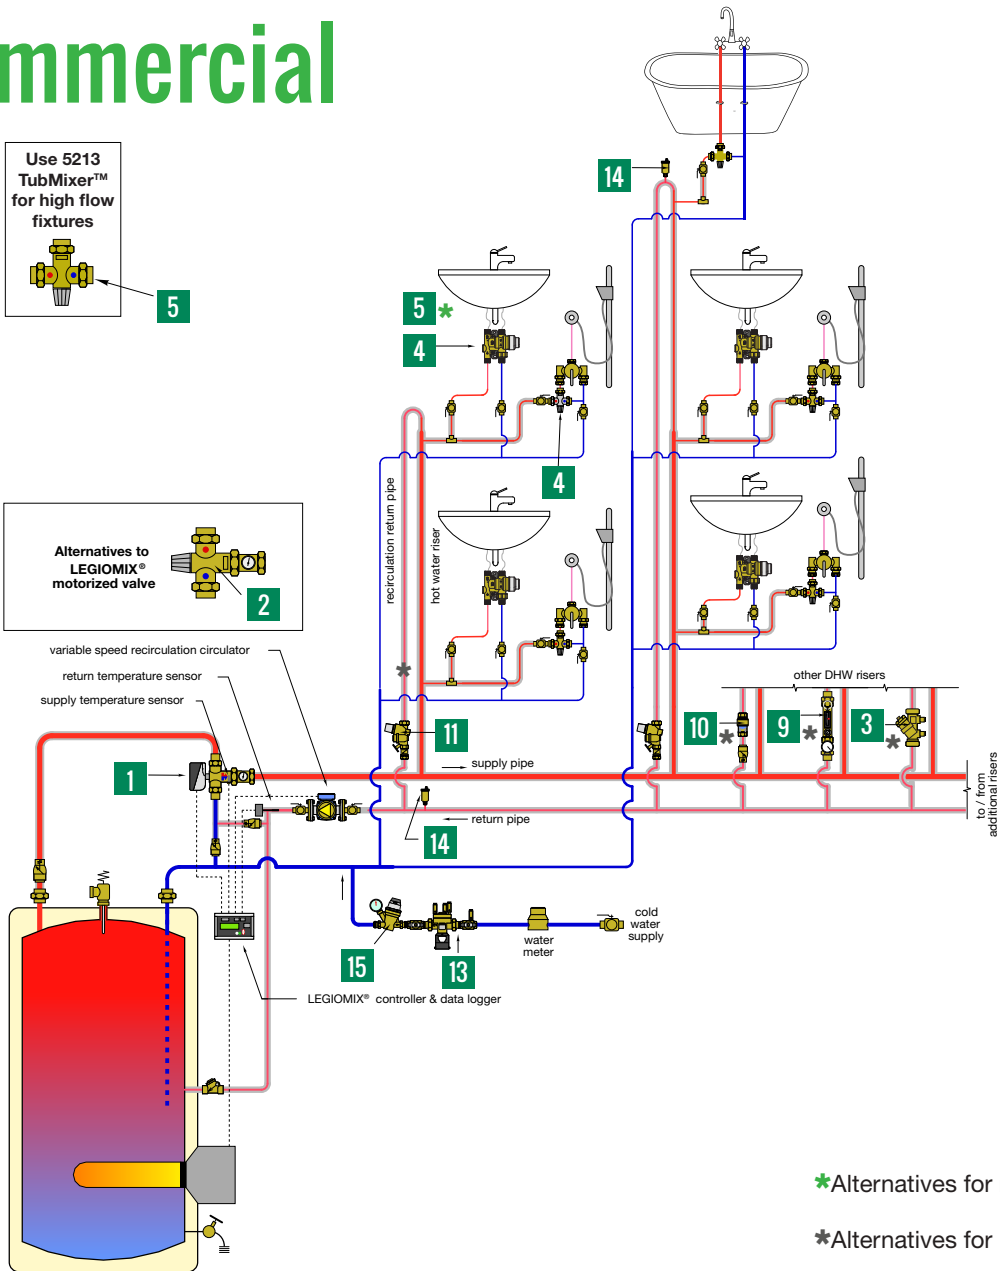 mmercial
Use 5213
TubMixer™
for high flow
fixtures
5
14
5*
4
4
recirculation return pipe
hot water riser
Alternatives to
LEGIOMIX®
motorized valve
2
variable speed recirculation circulator
return temperature sensor
supply temperature sensor
*
other DHW risers
1
11
10
*
9
*
3
*
supply pipe
return pipe
to / from
additional risers
14
15
13
water
meter
cold
water
supply
LEGIOMIX® controller & data logger
*Alternatives for
*Alternatives for